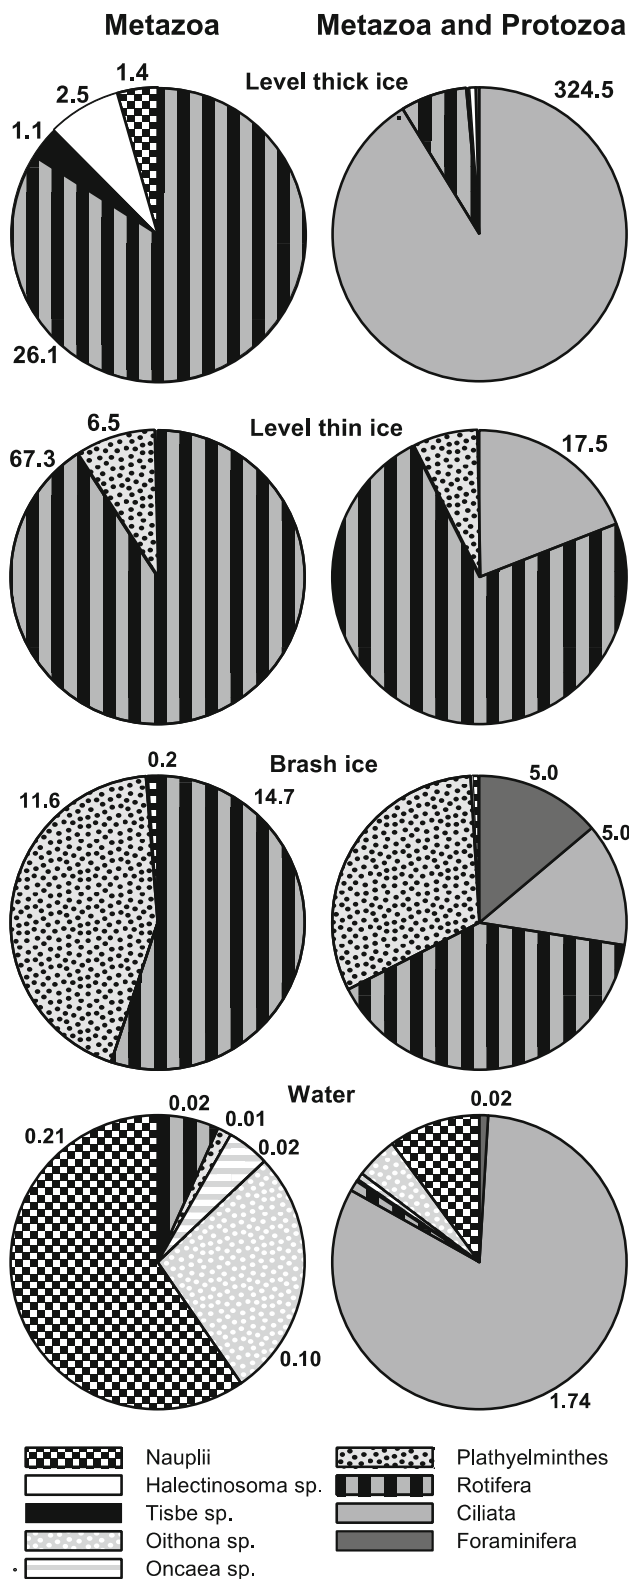 Metazoa
Metazoa and Protozoa
Level thick ice
1.4
2.5
1.1
26.1
324.5
Level thin ice
6.5
67.3
17.5
Brash ice
0.2
11.6
14.7
5.0
5.0
Water
0.02
0.01
0.02
0.21
0.10
0.02
1.74
Nauplii
Halectinosoma sp.
Tisbe sp.
Oithona sp.
Oncaea sp.
Plathyelminthes
Rotifera
Ciliata
Foraminifera